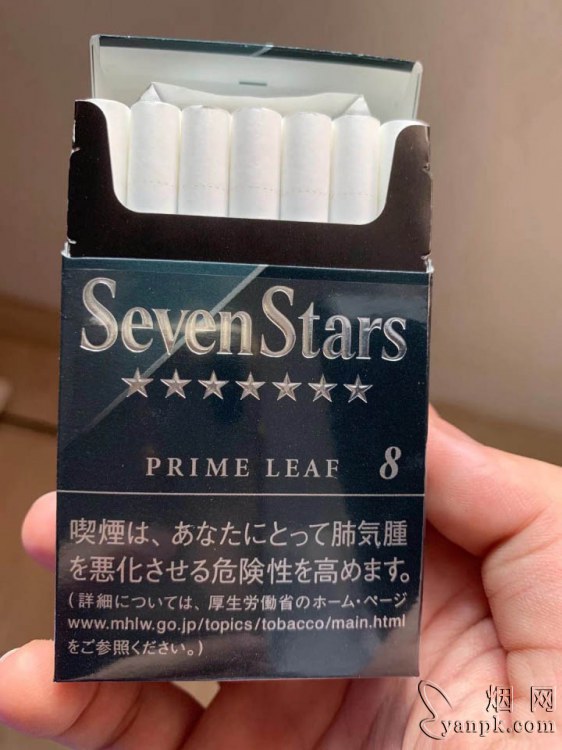 Seven Stars
★★★★★★★
PRIME LEAF 8
喫煙は、あなたにとって肺気腫
を悪化させる危険性を高めます。
(詳細については、厚生労働省のホーム・ページ
www.mhlw.go.jp/topics/tobacco/main.html
をご参照ください。)
烟网
yanpk.com